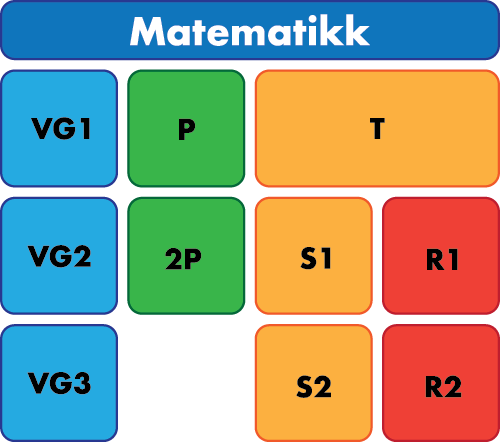 Matematikk
VG1 P T
VG2 2P S1 R1
VG3 S2 R2